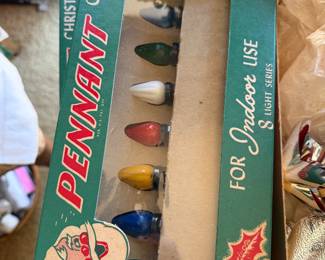 CHRIST
PENNANT
C
FOR Indoor USE
8 LIGHT SERIES